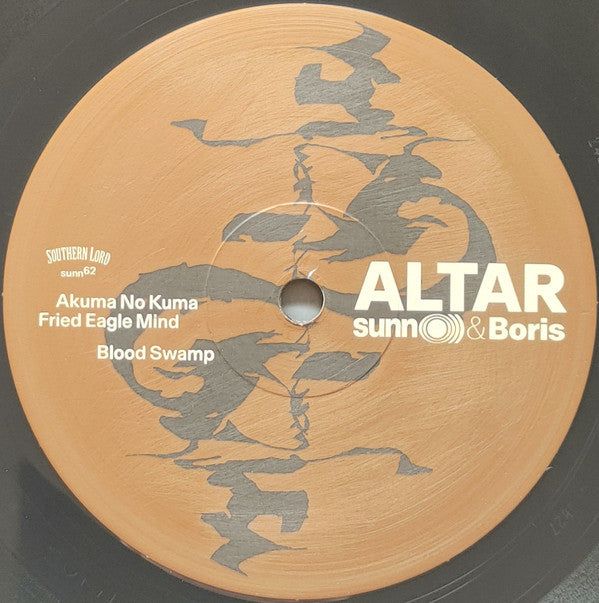 SOUTHERN LORD
sunn62
Akuma No Kuma
Fried Eagle Mind
Blood Swamp
ALTAR
sunn O))) & Boris